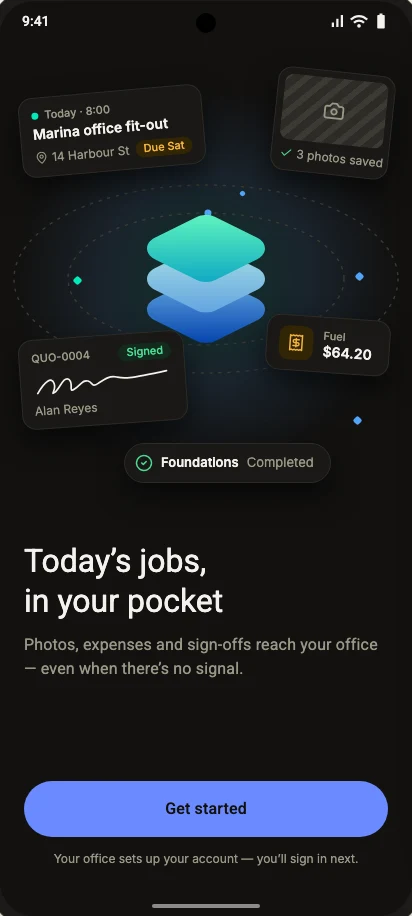 9:41
Today · 8:00
Marina office fit-out
14 Harbour St
Due Sat
3 photos saved
QUO-0004
Signed
Alan Reyes
Fuel
$64.20
Foundations Completed
Today’s jobs,
in your pocket
Photos, expenses and sign-offs reach your office
— even when there’s no signal.
Get started
Your office sets up your account — you’ll sign in next.